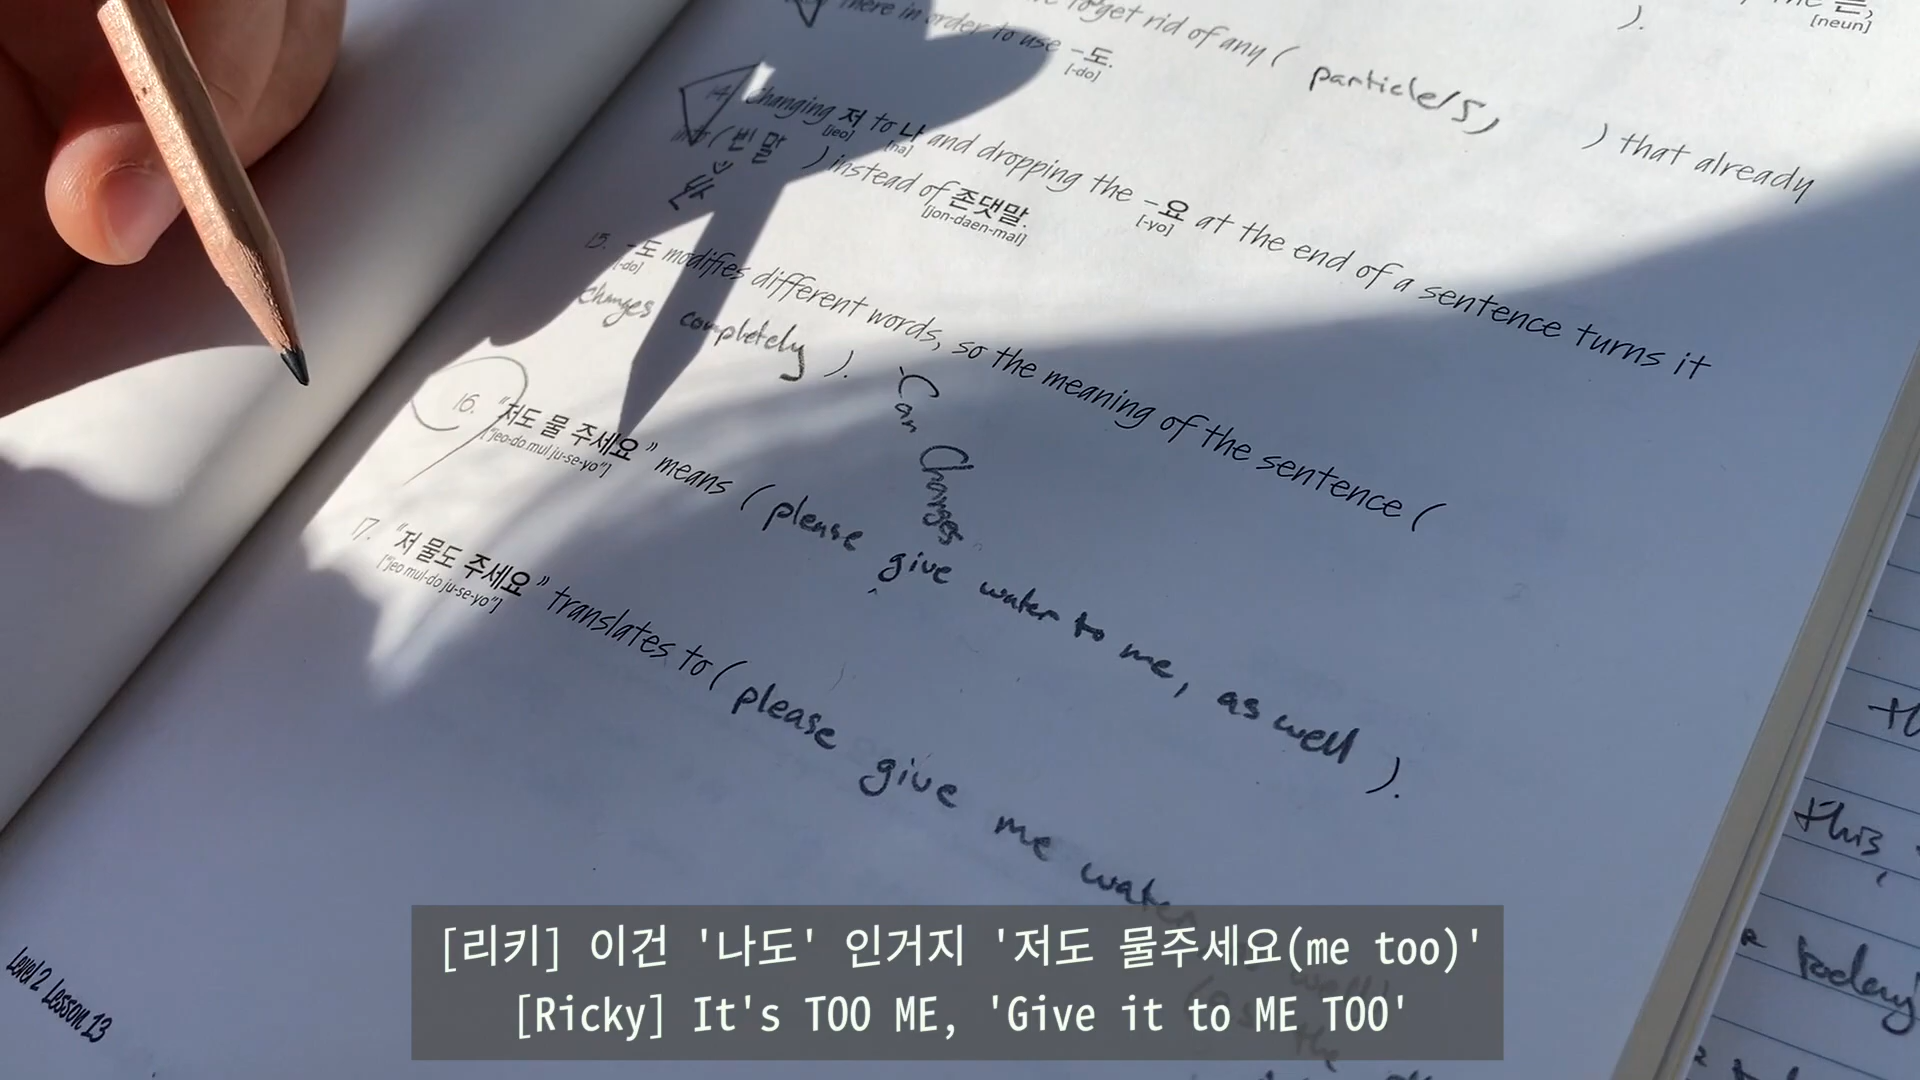 to get rid of any ( particle/s, ) that already
there in order to use -도.
[-do]
[neun]
14. Changing 저 to 나 and dropping the -요 at the end of a sentence turns it
[jeo] [na] [-yo]
into ( 빈말 ) instead of 존댓말.
[jon-daen-mal]
15. -도 modifies different words, so the meaning of the sentence (
[-do]
changes completely ).
Can Changes
16. "저도 물 주세요" means ( please give water to me, as well ).
["jeo-do mul ju-se-yo"]
17. "저 물도 주세요" translates to ( please give me water
["jeo mul-do ju-se-yo"]
this,
today
Level 2 Lesson 13
[리키] 이건 '나도' 인거지 '저도 물주세요(me too)'
[Ricky] It's TOO ME, 'Give it to ME TOO'